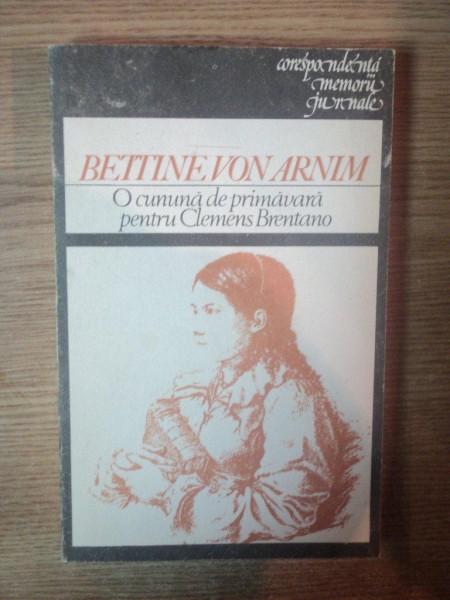 corespondență
memorii
jurnale
BETTINE VON ARNIM
O cunună de primăvară
pentru Clemens Brentano